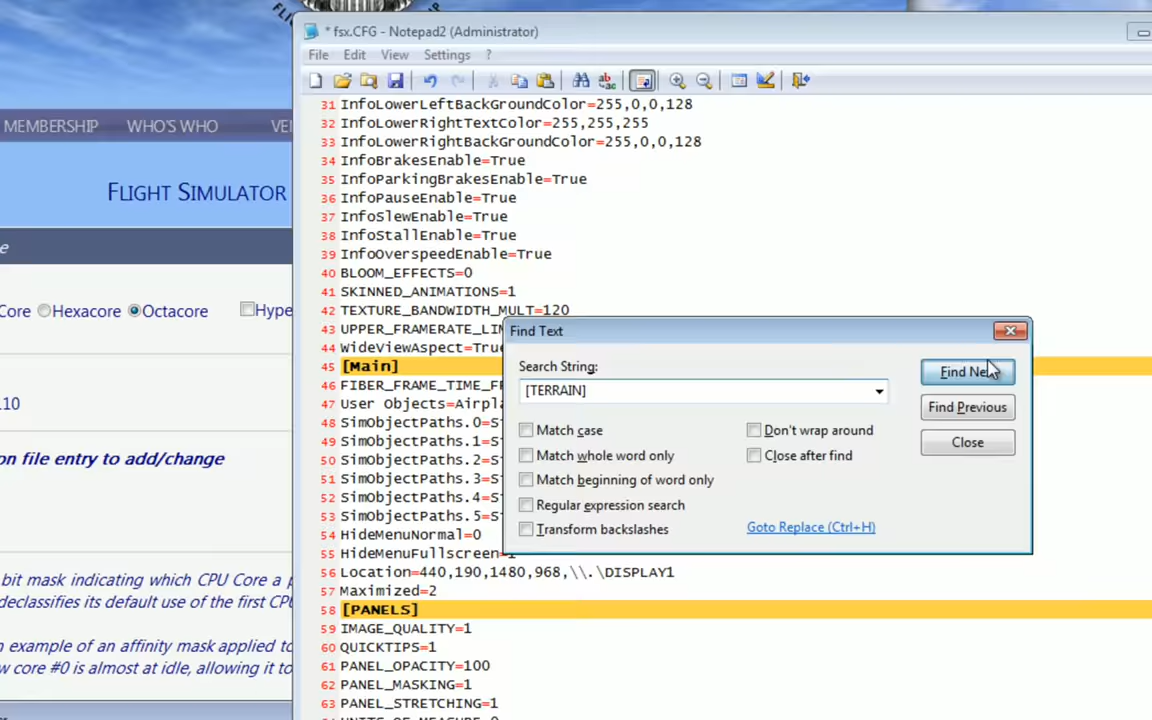 * fsx.CFG - Notepad2 (Administrator)
File Edit View Settings ?
MEMBERSHIP WHO'S WHO
FLIGHT SIMULATOR
Core Hexacore Octacore Hype
on file entry to add/change
bit mask indicating which CPU Core a p
declassifies its default use of the first CPU
example of an affinity mask applied to
core #0 is almost at idle, allowing it to
31 InfoLowerLeftBackGroundColor=255,0,0,128
32 InfoLowerRightTextColor=255,255,255
33 InfoLowerRightBackGroundColor=255,0,0,128
34 InfoBrakesEnable=True
35 InfoParkingBrakesEnable=True
36 InfoPauseEnable=True
37 InfoSlewEnable=True
38 InfoStallEnable=True
39 InfoOverspeedEnable=True
40 BLOOM_EFFECTS=0
41 SKINNED_ANIMATIONS=1
42 TEXTURE_BANDWIDTH_MULT=120
43 UPPER_FRAMERATE_LIM
44 WideViewAspect=True
45 [Main]
46 FIBER_FRAME_TIME_FR
47 User Objects=Airpla
48 SimObjectPaths.0=S
49 SimObjectPaths.1=S
50 SimObjectPaths.2=S
51 SimObjectPaths.3=S
52 SimObjectPaths.4=S
53 SimObjectPaths.5=S
54 HideMenuNormal=0
55 HideMenuFullscreen=1
56 Location=440,190,1480,968,\\.\DISPLAY1
57 Maximized=2
58 [PANELS]
59 IMAGE_QUALITY=1
60 QUICKTIPS=1
61 PANEL_OPACITY=100
62 PANEL_MASKING=1
63 PANEL_STRETCHING=1
Find Text
Search String:
[TERRAIN]
Find Ne
Find Previous
Close
Match case
Match whole word only
Match beginning of word only
Regular expression search
Transform backslashes
Don't wrap around
Close after find
Goto Replace (Ctrl+H)